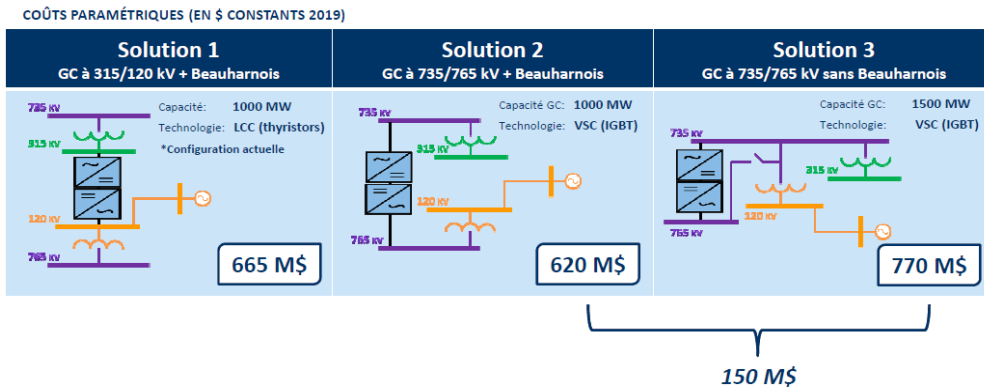 COÛTS PARAMÉTRIQUES (EN $ CONSTANTS 2019)
Solution 1
GC à 315/120 kV + Beauharnois
735 KV
315 KV
120 KV
765 KV
Capacité: 1000 MW
Technologie: LCC (thyristors)
*Configuration actuelle
665 M$
Solution 2
GC à 735/765 kV + Beauharnois
Capacité GC: 1000 MW
Technologie: VSC (IGBT)
735 KV
315 KV
120 KV
765 KV
620 M$
Solution 3
GC à 735/765 kV sans Beauharnois
Capacité GC: 1500 MW
Technologie: VSC (IGBT)
735 KV
315 KV
120 KV
765 KV
770 M$
150 M$